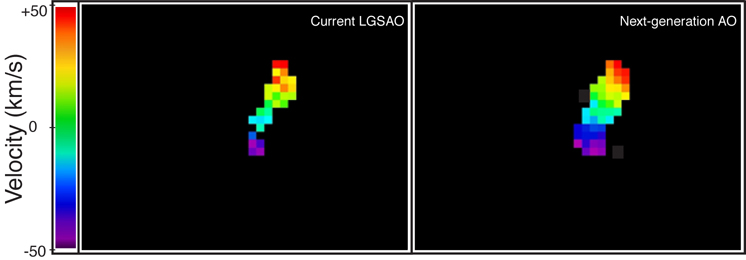 +50
Velocity (km/s)
0
-50
Current LGSAO
Next-generation AO